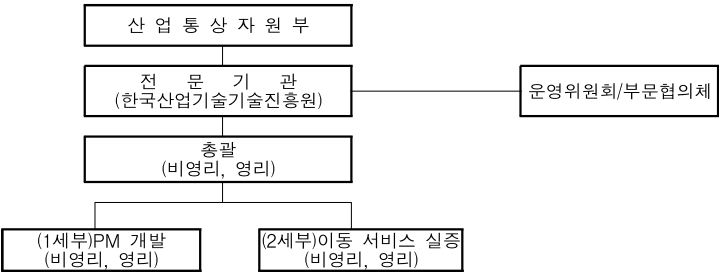 산 업 통 상 자 원 부
전 문 기 관
(한국산업기술기술진흥원)
운영위원회/부문협의체
총괄
(비영리, 영리)
(1세부)PM 개발
(비영리, 영리)
(2세부)이동 서비스 실증
(비영리, 영리)